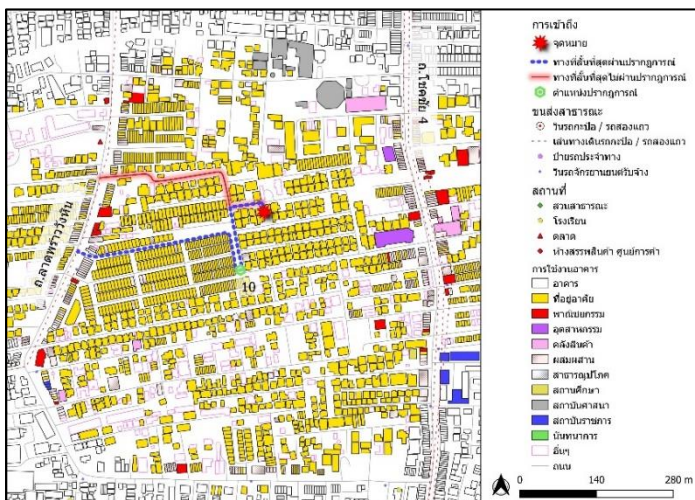 ถ.ลาดพร้าววังหิน
ถ.โชคชัย 4
10
การเข้าถึง
จุดหมาย
ทางที่สั้นที่สุดผ่านปรากฏการณ์
ทางที่สั้นที่สุดไม่ผ่านปรากฏการณ์
ตำแหน่งปรากฏการณ์
ขนส่งสาธารณะ
วินรถกะป๊อ / รถสองแถว
เส้นทางเดินรถกะป๊อ / รถสองแถว
ป้ายรถประจำทาง
วินรถจักรยานยนต์รับจ้าง
สถานที่
สวนสาธารณะ
โรงเรียน
ตลาด
ห้างสรรพสินค้า ศูนย์การค้า
การใช้งานอาคาร
อาคาร
ที่อยู่อาศัย
พาณิชยกรรม
อุตสาหกรรม
คลังสินค้า
ผสมผสาน
สาธารณูปโภค
สถานศึกษา
สถาบันศาสนา
สถาบันราชการ
นันทนาการ
อื่นๆ
ถนน
0 140 280 m